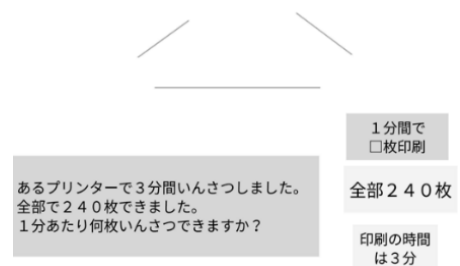 １分間で
□枚印刷
あるプリンターで３分間いんさつしました。
全部で２４０枚できました。
１分あたり何枚いんさつできますか？
全部２４０枚
印刷の時間
は３分